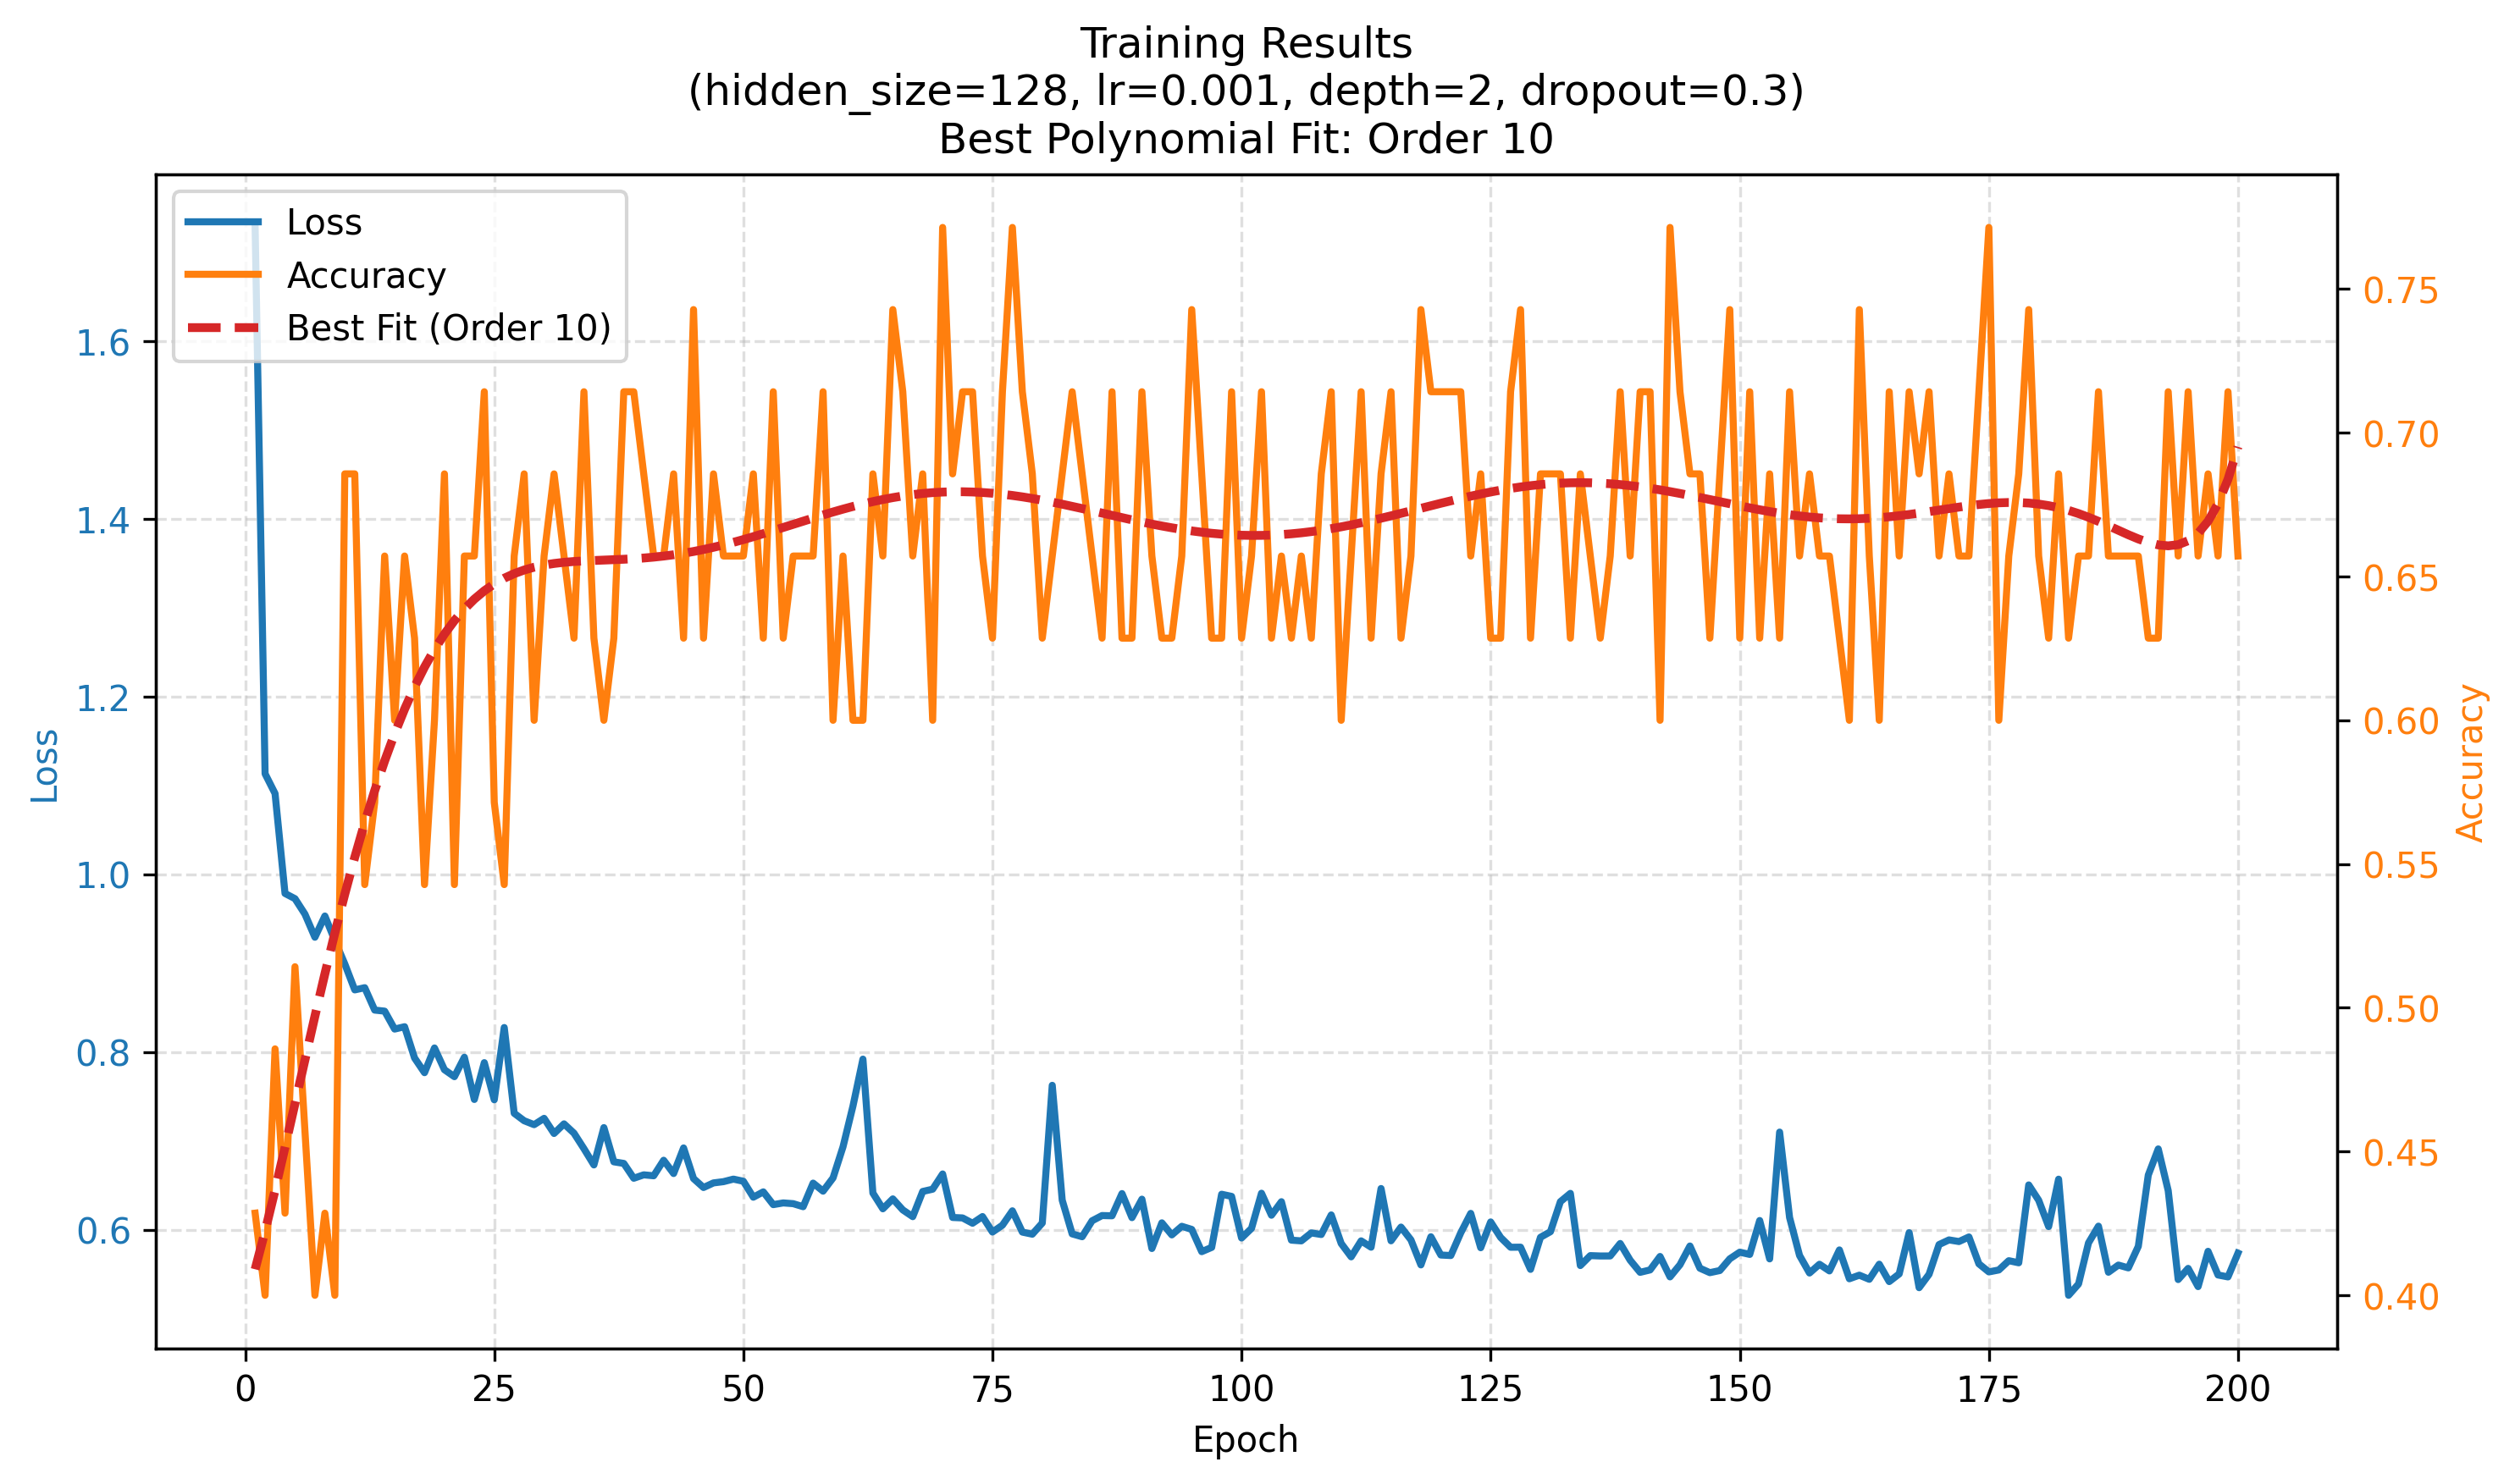 Training Results
(hidden_size=128, lr=0.001, depth=2, dropout=0.3)
Best Polynomial Fit: Order 10
Loss
Accuracy
Best Fit (Order 10)
Loss
1.6
1.4
1.2
1.0
0.8
0.6
0.75
0.70
0.65
0.60
0.55
0.50
0.45
0.40
Accuracy
0 25 50 75 100 125 150 175 200
Epoch